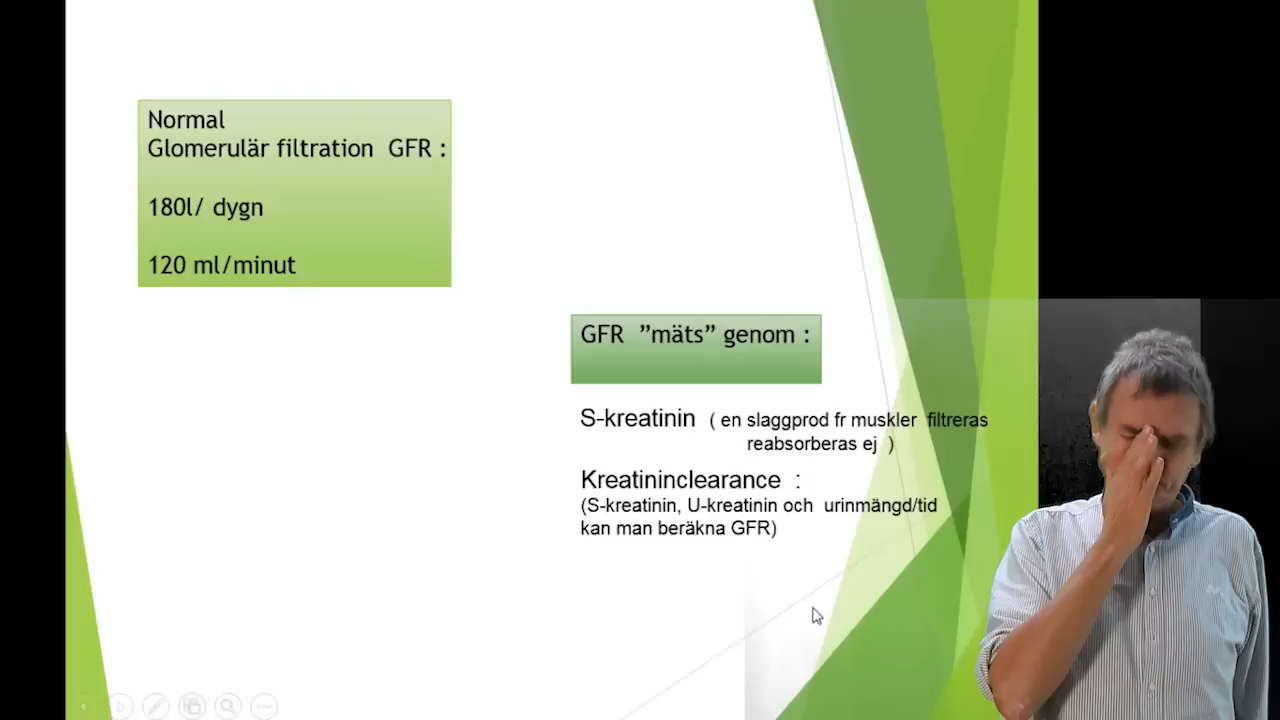 Normal
Glomerulär filtration GFR :
180l/ dygn
120 ml/minut
GFR ”mäts” genom :
S-kreatinin ( en slaggprod fr muskler filtreras
reabsorberas ej )
Kreatininclearance :
(S-kreatinin, U-kreatinin och urinmängd/tid
kan man beräkna GFR)